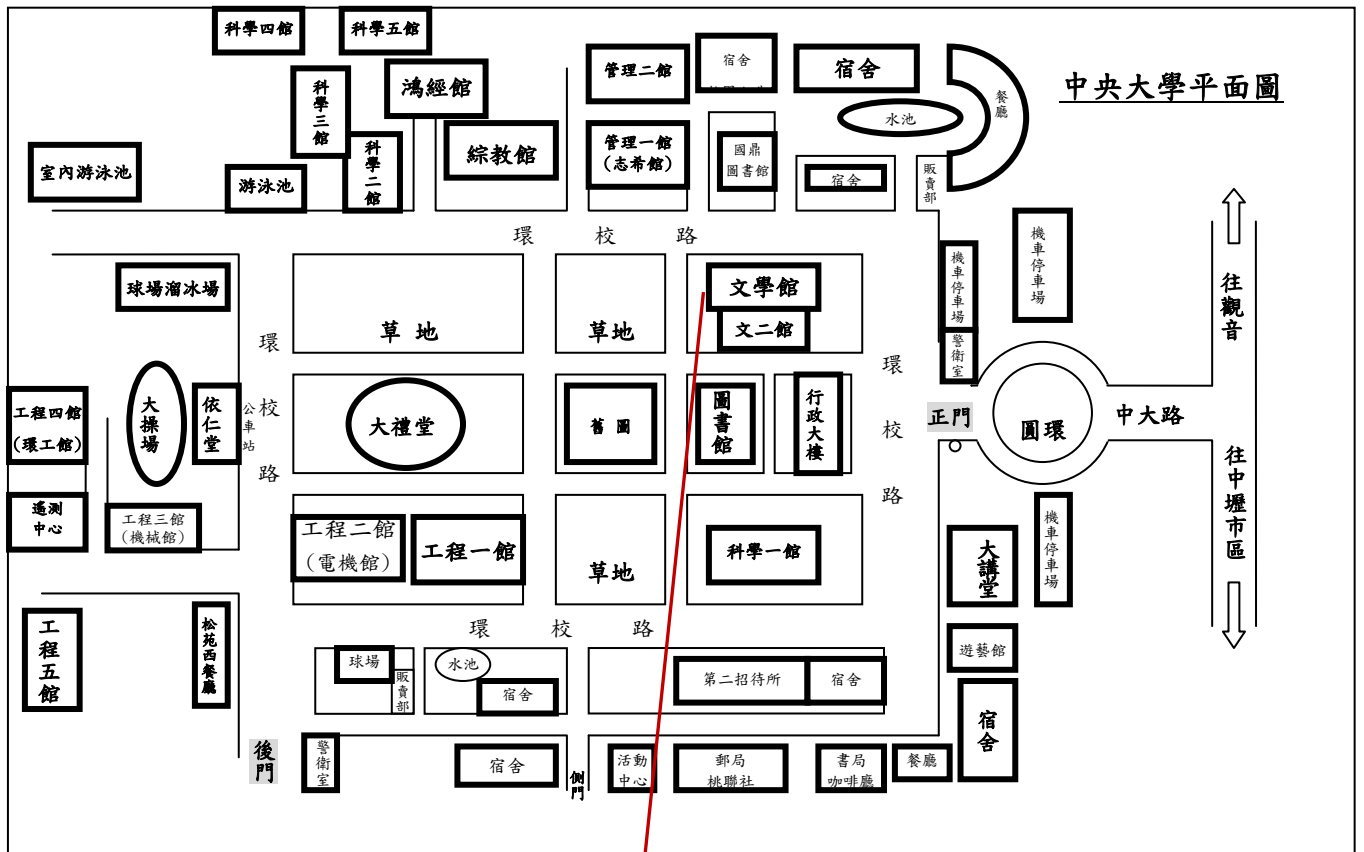 中央大學平面圖
科學四館
科學五館
科學三館
鴻經館
科學二館
綜教館
管理二館
管理一館
(志希館)
宿舍
宿舍
水池
餐廳
國鼎
圖書館
宿舍
販賣部
室內游泳池
游泳池
環 校 路
球場溜冰場
草 地
草地
文學館
文二館
機車停車場
機車停車場
警衛室
往觀音
環 校 路
環 校 路
工程四館
(環工館)
大操場
依仁堂
公車站
大禮堂
舊 圖
圖書館
行政大樓
正門
圓環
中大路
往中壢市區
遙測
中心
工程三館
(機械館)
工程二館
(電機館)
工程一館
草地
科學一館
大講堂
機車停車場
環 校 路
工程五館
松苑西餐廳
球場
販賣部
水池
宿舍
第二招待所
宿舍
遊藝館
宿舍
後門
警衛室
宿舍
側門
活動
中心
郵局
桃聯社
書局
咖啡廳
餐廳